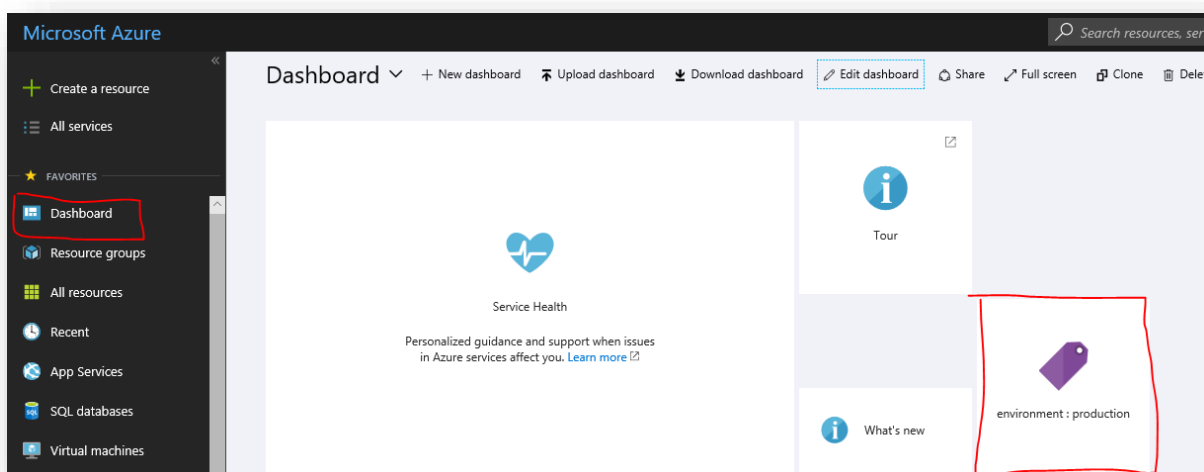 Microsoft Azure
Search resources, ser
Create a resource
All services
FAVORITES
Dashboard
Resource groups
All resources
Recent
App Services
SQL databases
Virtual machines
Dashboard
New dashboard
Upload dashboard
Download dashboard
Edit dashboard
Share
Full screen
Clone
Dele
Service Health
Personalized guidance and support when issues
in Azure services affect you. Learn more
Tour
What's new
environment : production